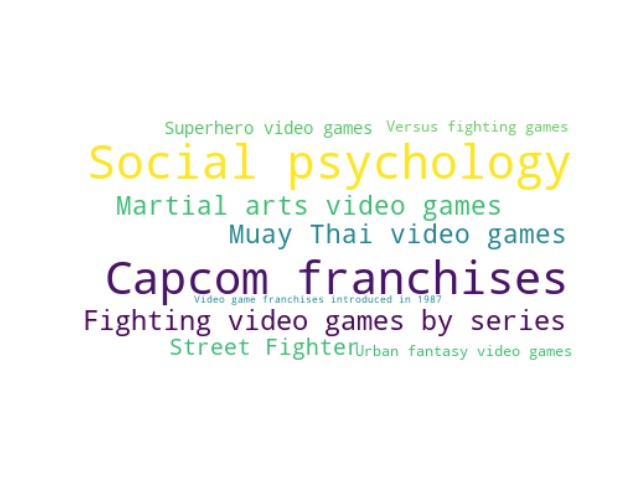 Superhero video games
Versus fighting games
Social psychology
Martial arts video games
Muay Thai video games
Capcom franchises
Video game franchises introduced in 1987
Fighting video games by series
Street Fighter
Urban fantasy video games